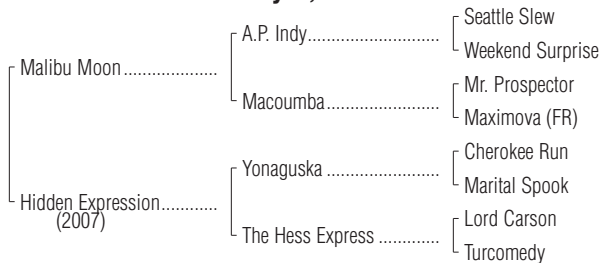 Seattle Slew
A.P. Indy
Weekend Surprise
Malibu Moon
Mr. Prospector
Macoumba
Maximova (FR)
Cherokee Run
Yonaguska
Marital Spook
Hidden Expression
(2007)
Lord Carson
The Hess Express
Turcomedy